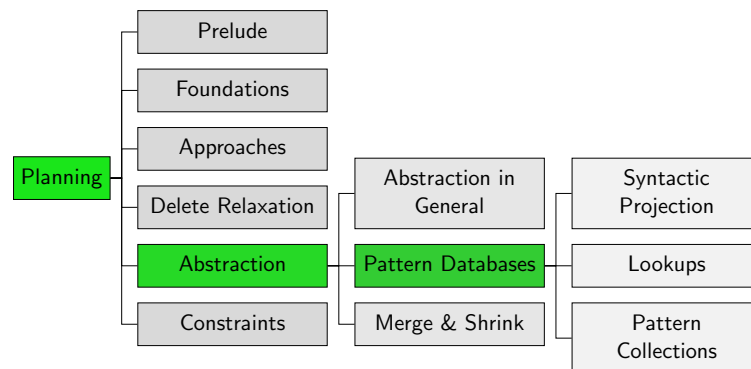 Planning
Prelude
Foundations
Approaches
Delete Relaxation
Abstraction
Constraints
Abstraction in
General
Pattern Databases
Merge & Shrink
Syntactic
Projection
Lookups
Pattern
Collections